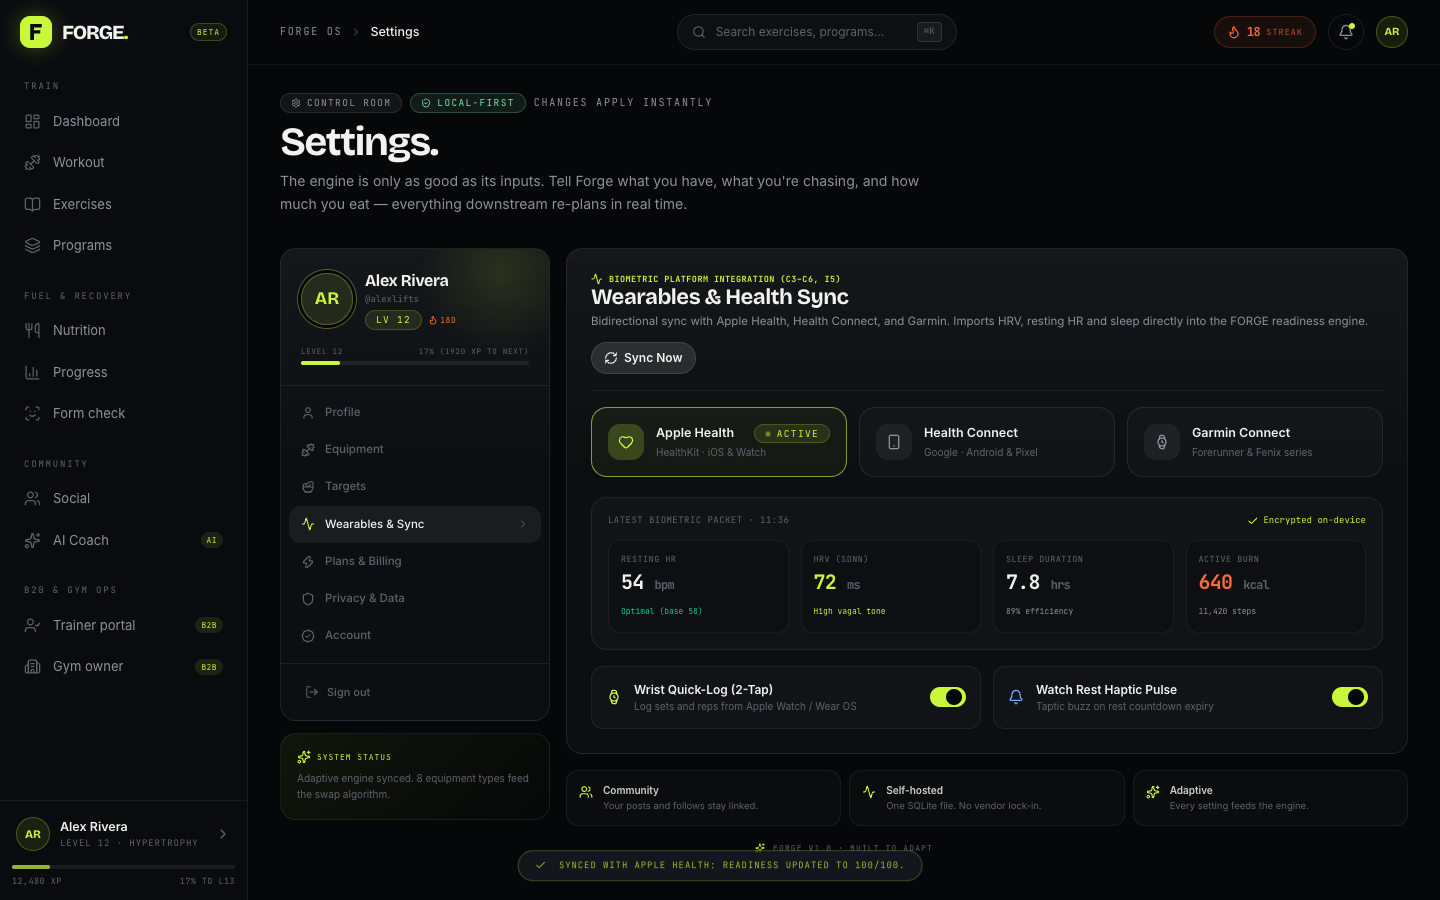 F FORGE. BETA
TRAIN
Dashboard
Workout
Exercises
Programs
FUEL & RECOVERY
Nutrition
Progress
Form check
COMMUNITY
Social
AI Coach AI
B2B & GYM OPS
Trainer portal B2B
Gym owner B2B
AR Alex Rivera
LEVEL 12 · HYPERTROPHY
12,480 XP 17% TO L13
FORGE OS > Settings
Search exercises, programs... ⌘K
18 STREAK
AR
CONTROL ROOM LOCAL-FIRST CHANGES APPLY INSTANTLY
Settings.
The engine is only as good as its inputs. Tell Forge what you have, what you're chasing, and how
much you eat — everything downstream re-plans in real time.
AR Alex Rivera
@alexlifts
LV 12 18D
LEVEL 12 17% (1920 XP TO NEXT)
Profile
Equipment
Targets
Wearables & Sync
Plans & Billing
Privacy & Data
Account
Sign out
SYSTEM STATUS
Adaptive engine synced. 8 equipment types feed
the swap algorithm.
BIOMETRIC PLATFORM INTEGRATION (C3–C6, I5)
Wearables & Health Sync
Bidirectional sync with Apple Health, Health Connect, and Garmin. Imports HRV, resting HR and sleep directly into the FORGE readiness engine.
Sync Now
Apple Health ACTIVE
HealthKit · iOS & Watch
Health Connect
Google · Android & Pixel
Garmin Connect
Forerunner & Fenix series
LATEST BIOMETRIC PACKET · 11:36 Encrypted on-device
RESTING HR
54 bpm
Optimal (base 58)
HRV (SDNN)
72 ms
High vagal tone
SLEEP DURATION
7.8 hrs
89% efficiency
ACTIVE BURN
640 kcal
11,420 steps
Wrist Quick-Log (2-Tap)
Log sets and reps from Apple Watch / Wear OS
Watch Rest Haptic Pulse
Taptic buzz on rest countdown expiry
Community
Your posts and follows stay linked.
Self-hosted
One SQLite file. No vendor lock-in.
Adaptive
Every setting feeds the engine.
FORGE V1.0 · BUILT TO ADAPT
SYNCED WITH APPLE HEALTH: READINESS UPDATED TO 100/100.